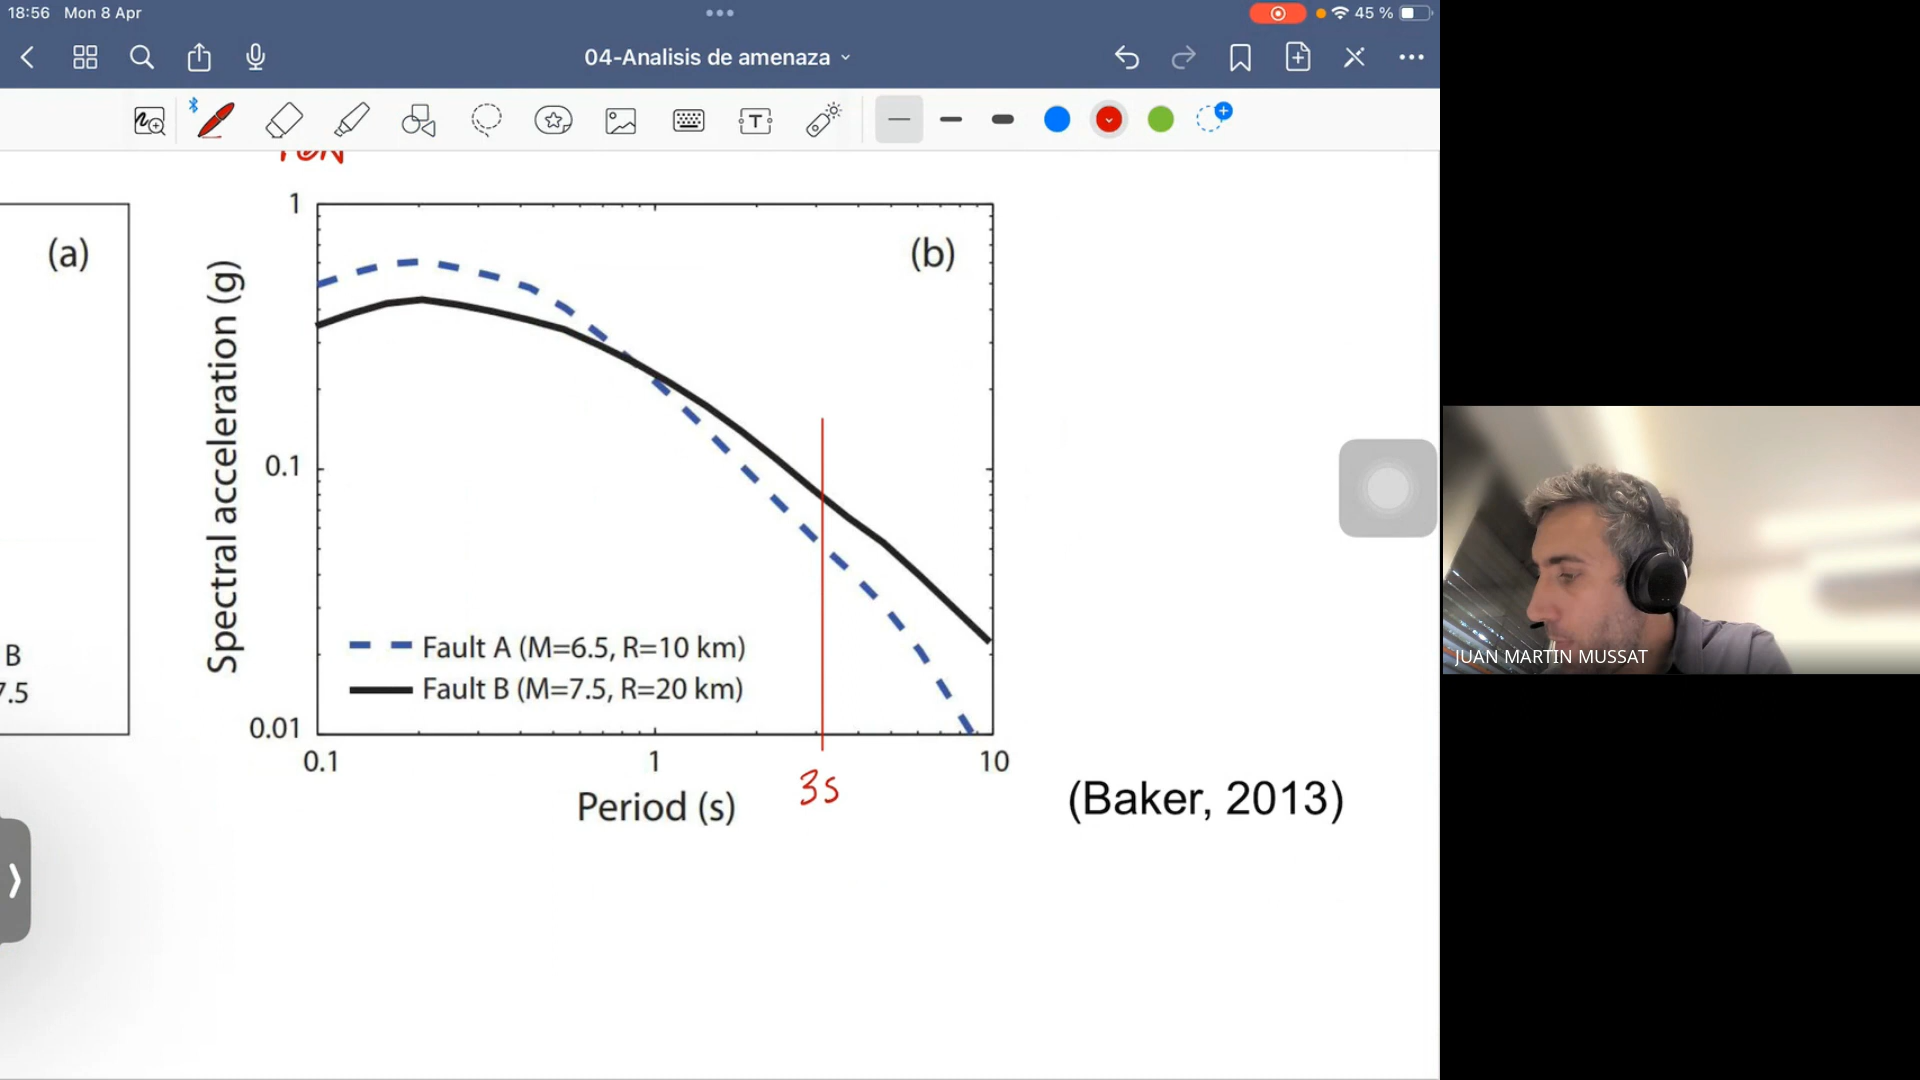 18:56 Mon 8 Apr
45 %
04-Analisis de amenaza
T
(a)
B
7.5
1
(b)
Spectral acceleration (g)
0.1
Fault A (M=6.5, R=10 km)
Fault B (M=7.5, R=20 km)
0.01
0.1
1
10
3s
Period (s)
(Baker, 2013)
JUAN MARTIN MUSSAT